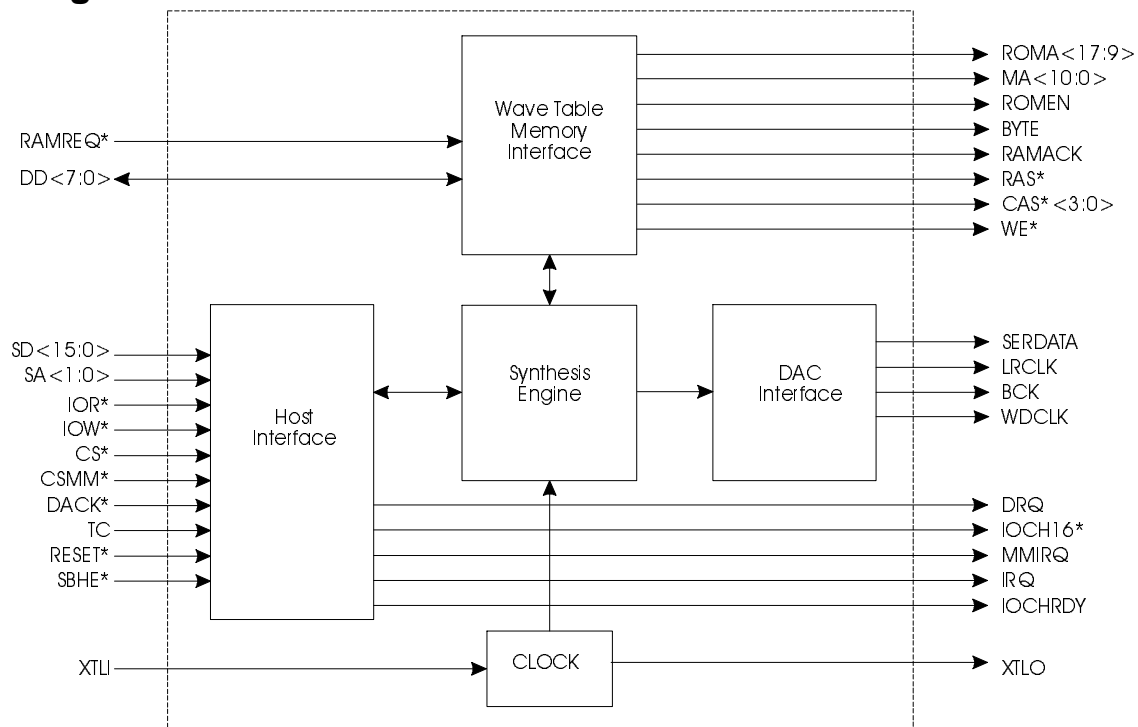 Wave Table
Memory
Interface
RAMREQ*
DD<7:0>
ROMA<17:9>
MA<10:0>
ROMEN
BYTE
RAMACK
RAS*
CAS*<3:0>
WE*
SD<15:0>
SA<1:0>
IOR*
IOW*
CS*
CSMM*
DACK*
TC
RESET*
SBHE*
Host
Interface
Synthesis
Engine
DAC
Interface
SERDATA
LRCLK
BCK
WDCLK
DRQ
IOCH16*
MMIRQ
IRQ
IOCHRDY
XTLI
CLOCK
XTLO